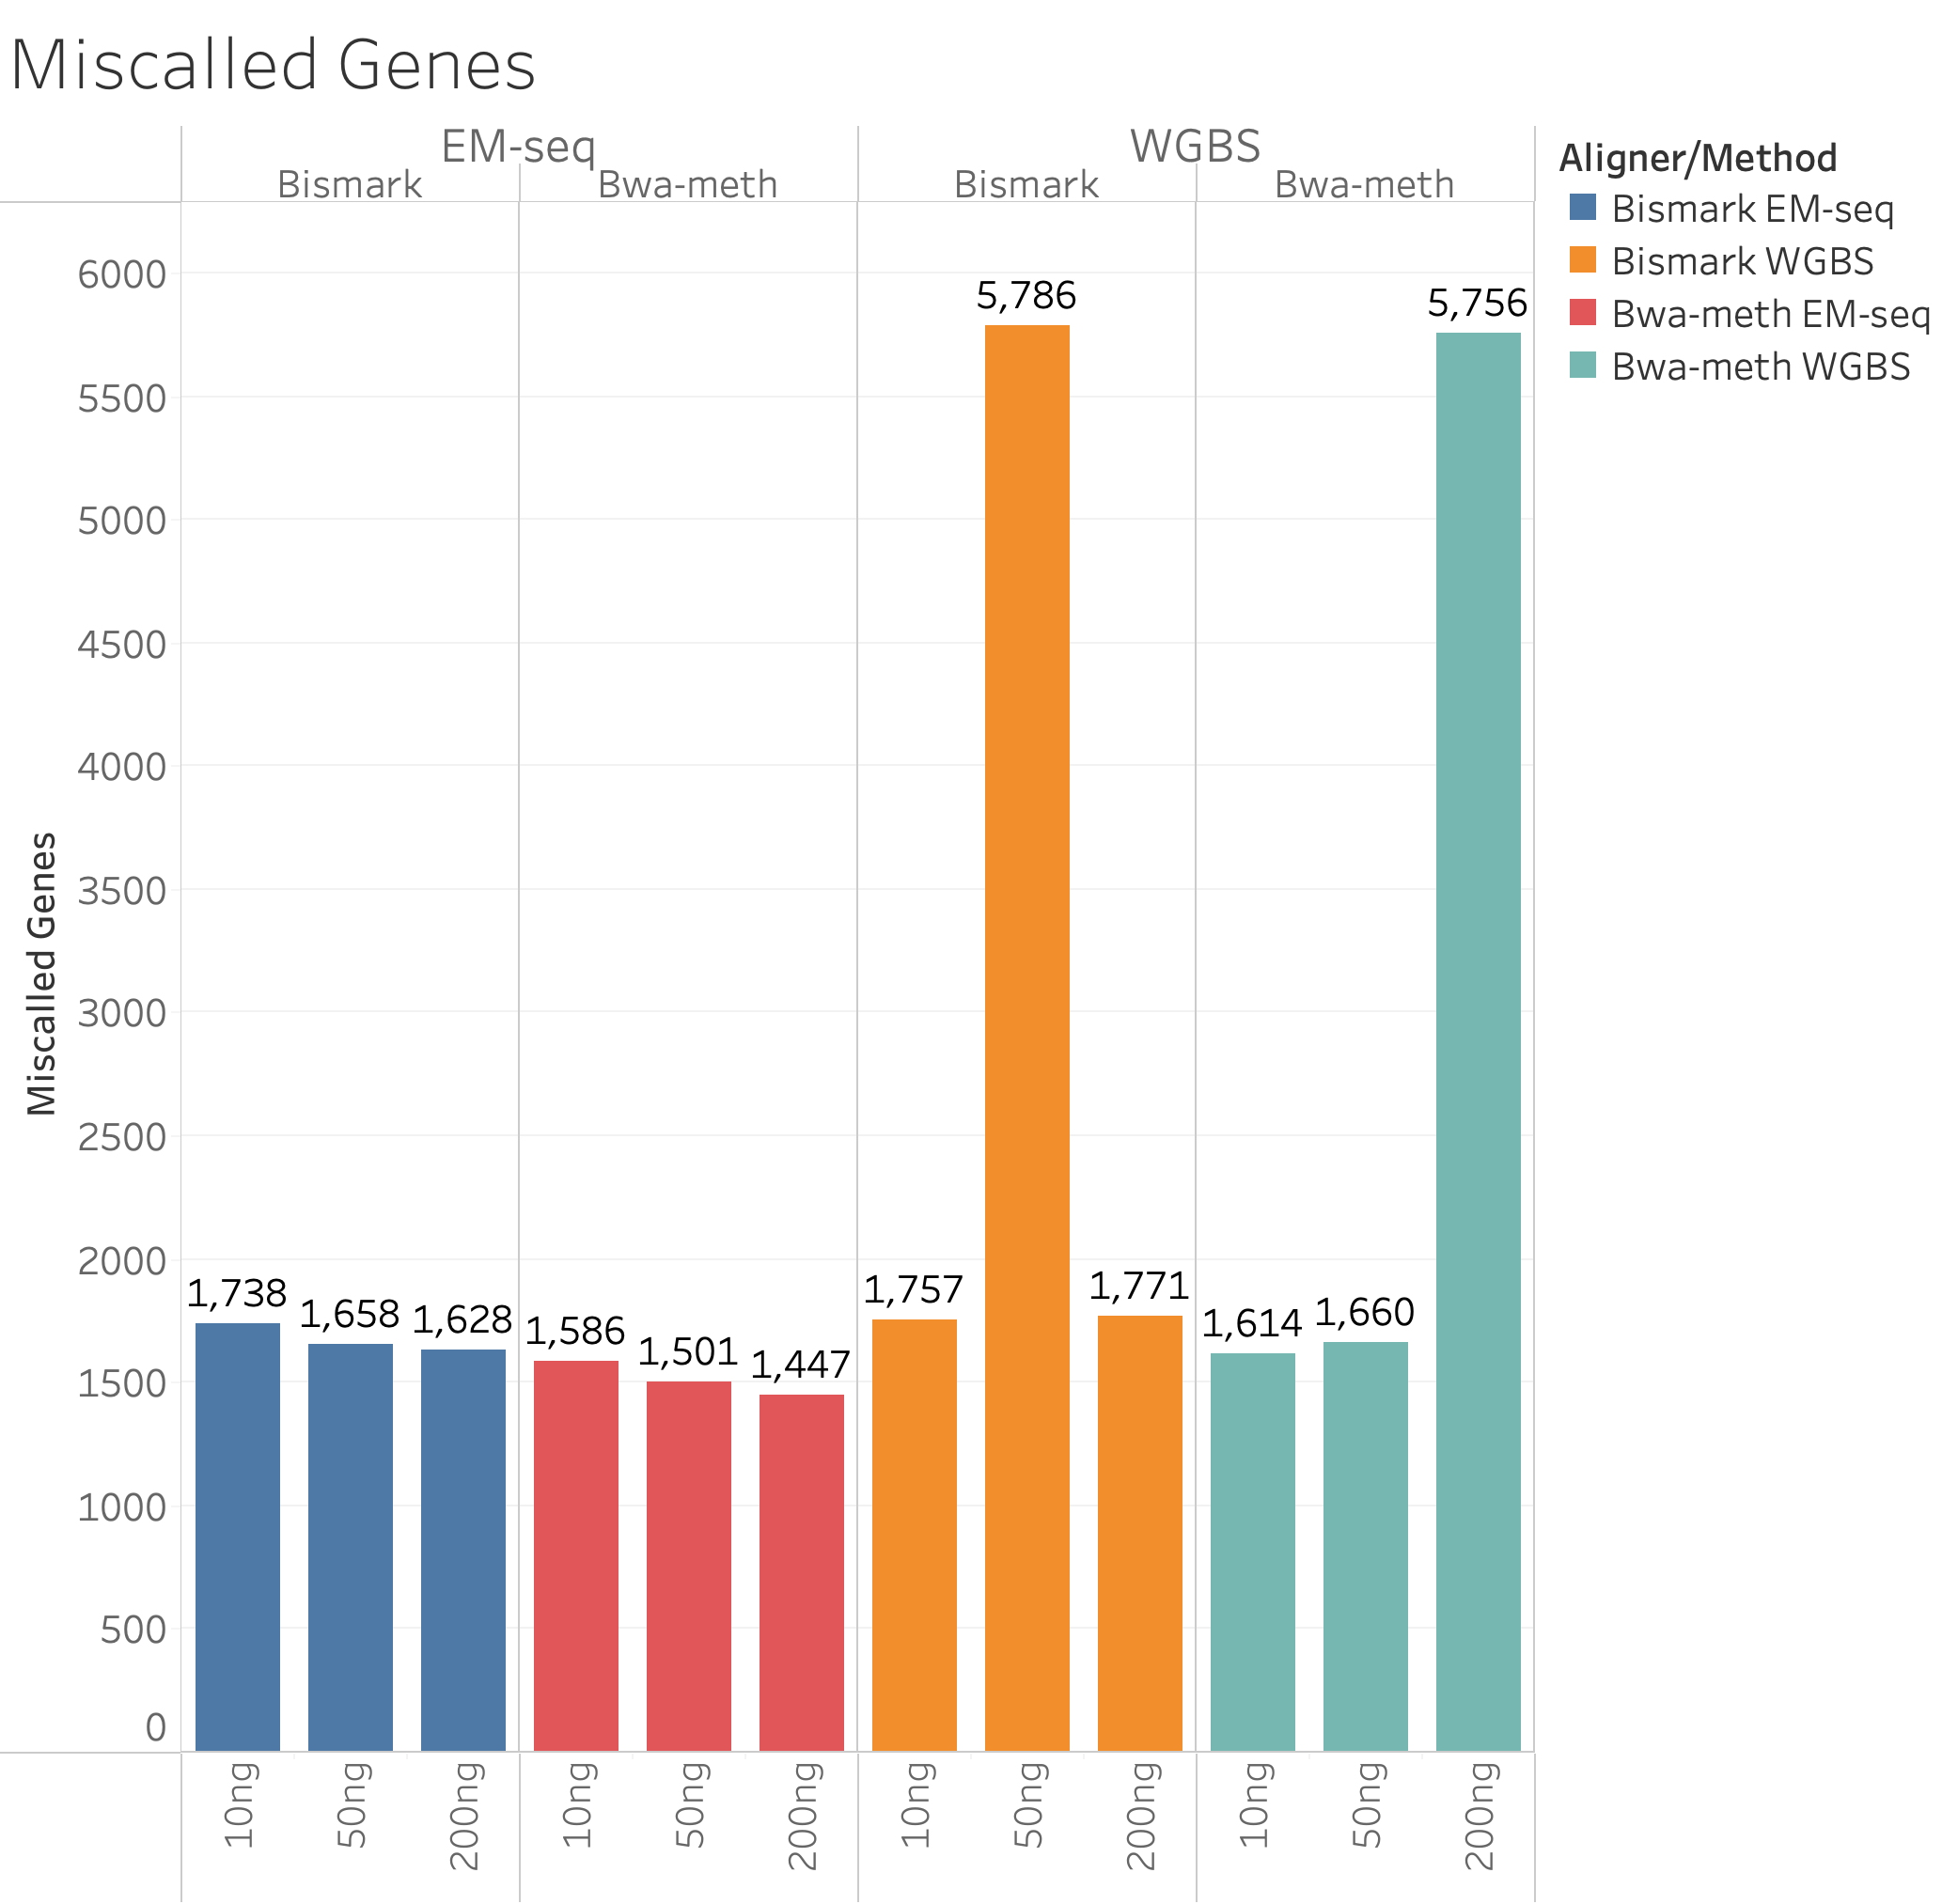 Miscalled Genes
EM-seq
WGBS
Bismark
Bwa-meth
Bismark
Bwa-meth
Aligner/Method
Bismark EM-seq
Bismark WGBS
Bwa-meth EM-seq
Bwa-meth WGBS
Miscalled Genes
6000
5500
5000
4500
4000
3500
3000
2500
2000
1500
1000
500
0
1,738
1,658
1,628
1,586
1,501
1,447
1,757
5,786
1,771
1,614
1,660
5,756
10ng
50ng
200ng
10ng
50ng
200ng
10ng
50ng
200ng
10ng
50ng
200ng